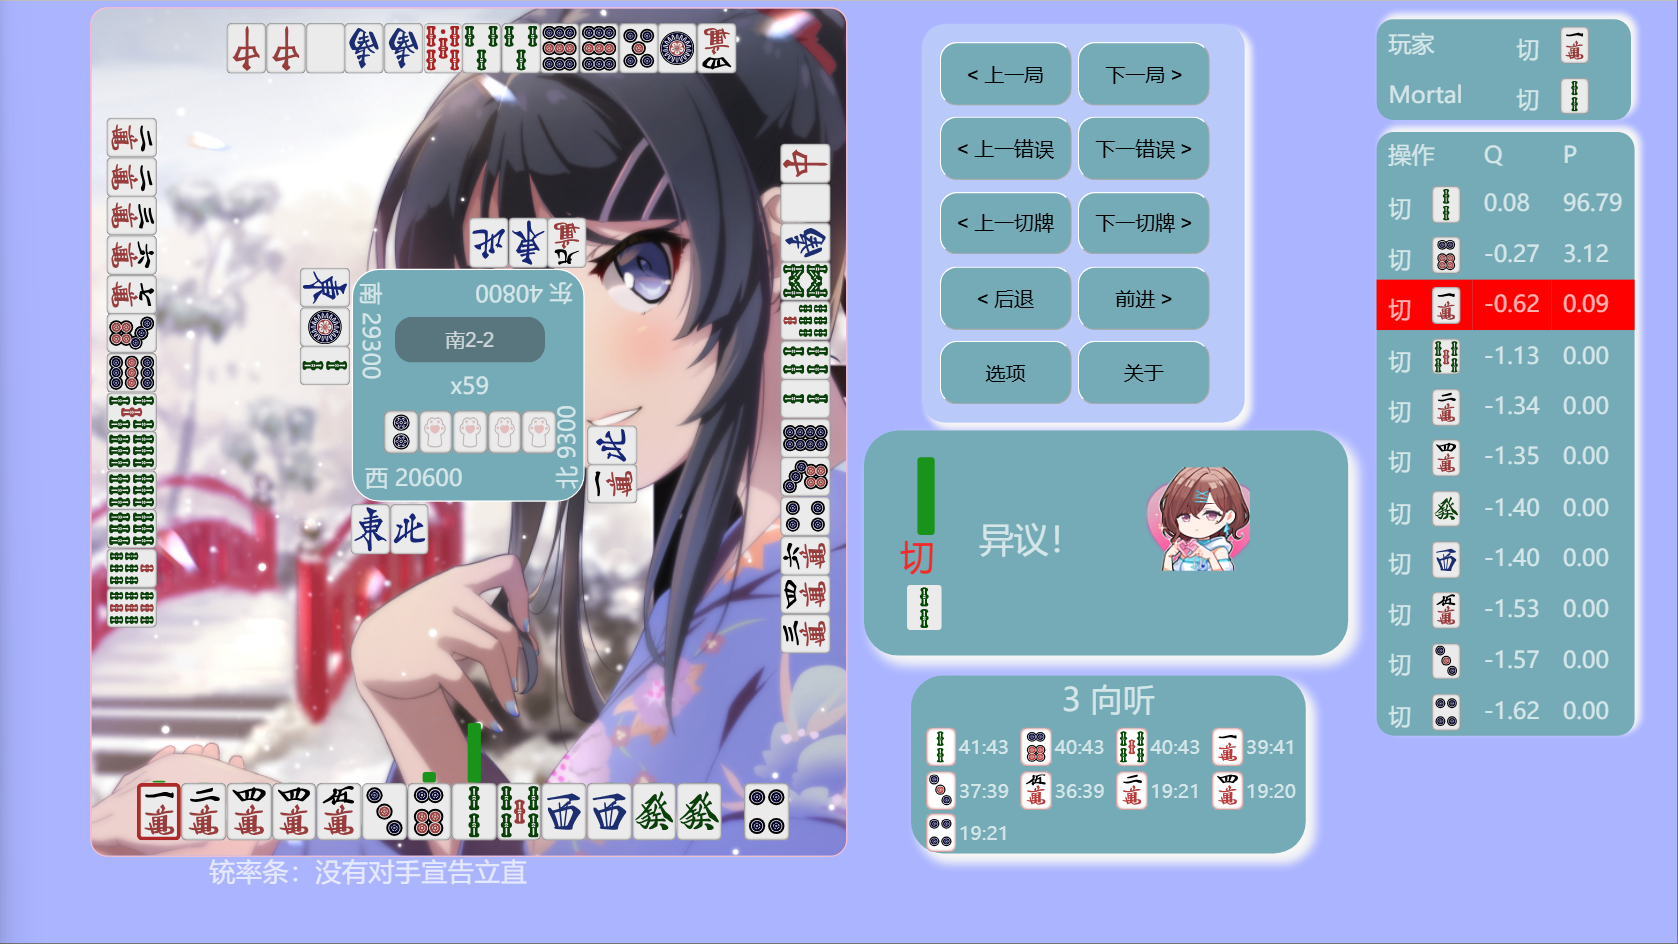 东 40800
南 29300
南2-2
x59
西 20600
北 9300
铳率条：没有对手宣告立直
< 上一局
下一局 >
< 上一错误
下一错误 >
< 上一切牌
下一切牌 >
< 后退
前进 >
选项
关于
切
异议！
3 向听
41:43
40:43
40:43
39:41
37:39
36:39
19:21
19:20
19:21
玩家 切
Mortal 切
操作 Q P
切 0.08 96.79
切 -0.27 3.12
切 -0.62 0.09
切 -1.13 0.00
切 -1.34 0.00
切 -1.35 0.00
切 -1.40 0.00
切 -1.40 0.00
切 -1.53 0.00
切 -1.57 0.00
切 -1.62 0.00